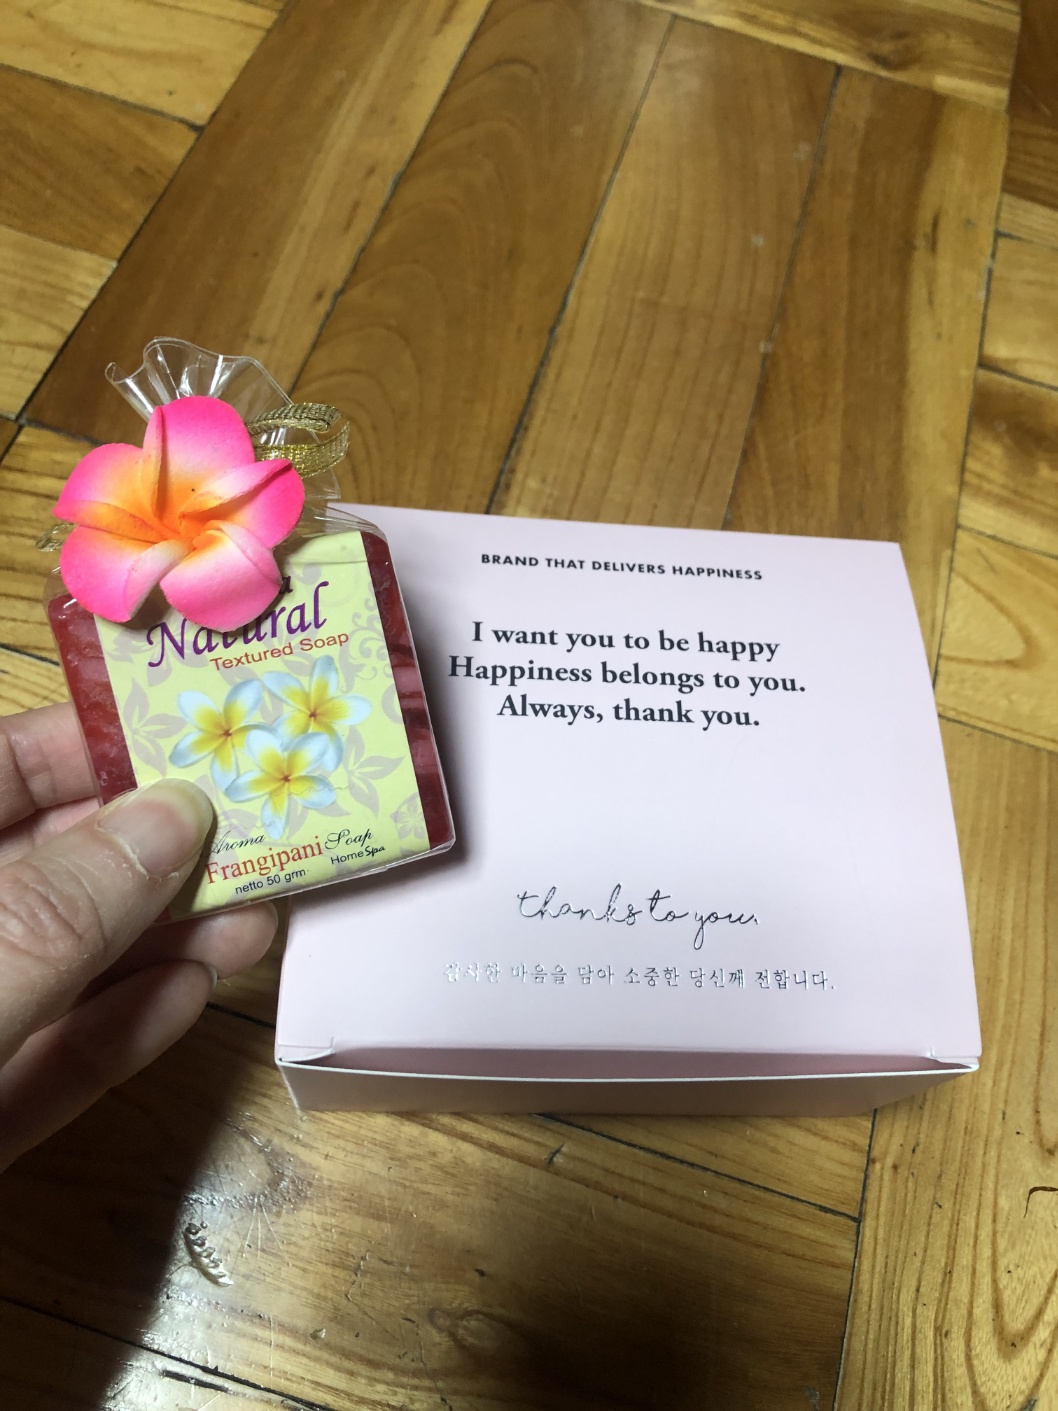 Natural
Textured Soap
Aroma Soap
Frangipani
HomeSpa
netto 50 grm
BRAND THAT DELIVERS HAPPINESS
I want you to be happy
Happiness belongs to you.
Always, thank you.
thanks to you.
감사한 마음을 담아 소중한 당신께 전합니다.